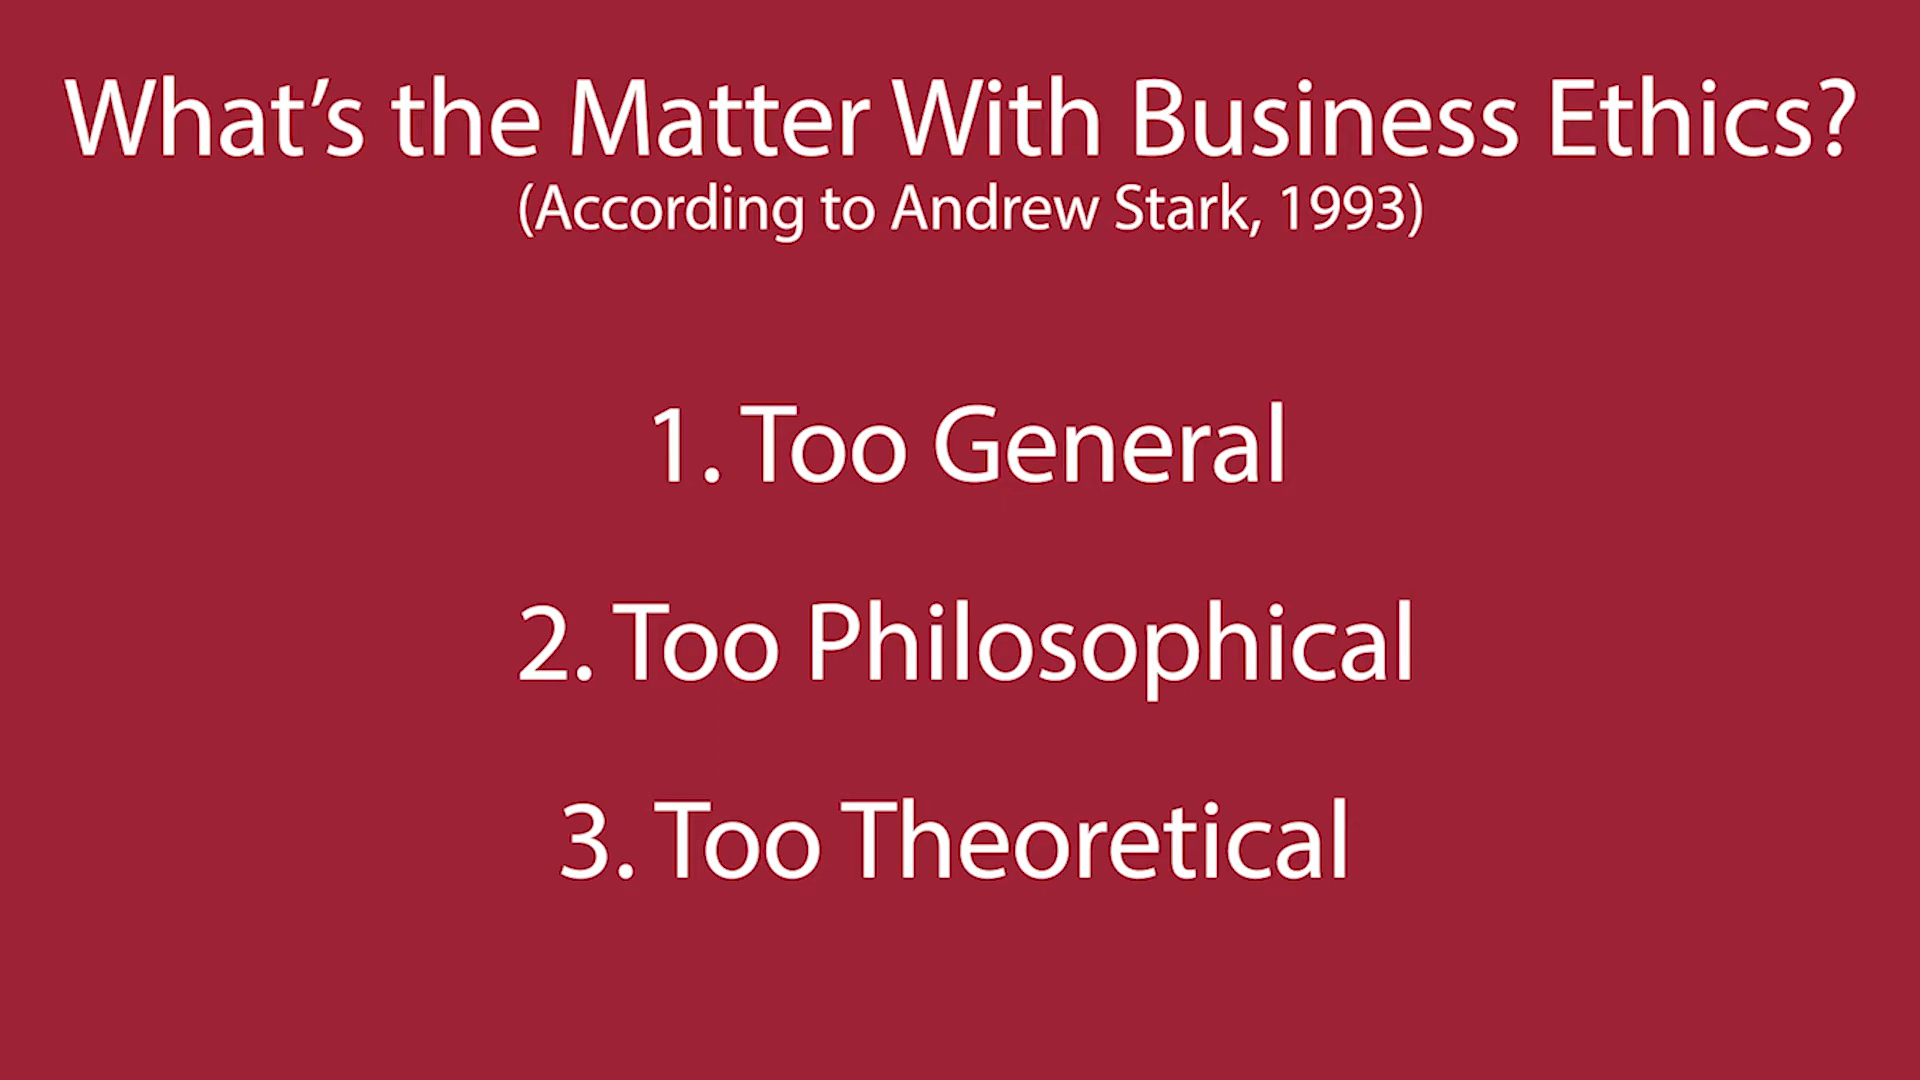 What’s the Matter With Business Ethics?
(According to Andrew Stark, 1993)
1. Too General
2. Too Philosophical
3. Too Theoretical